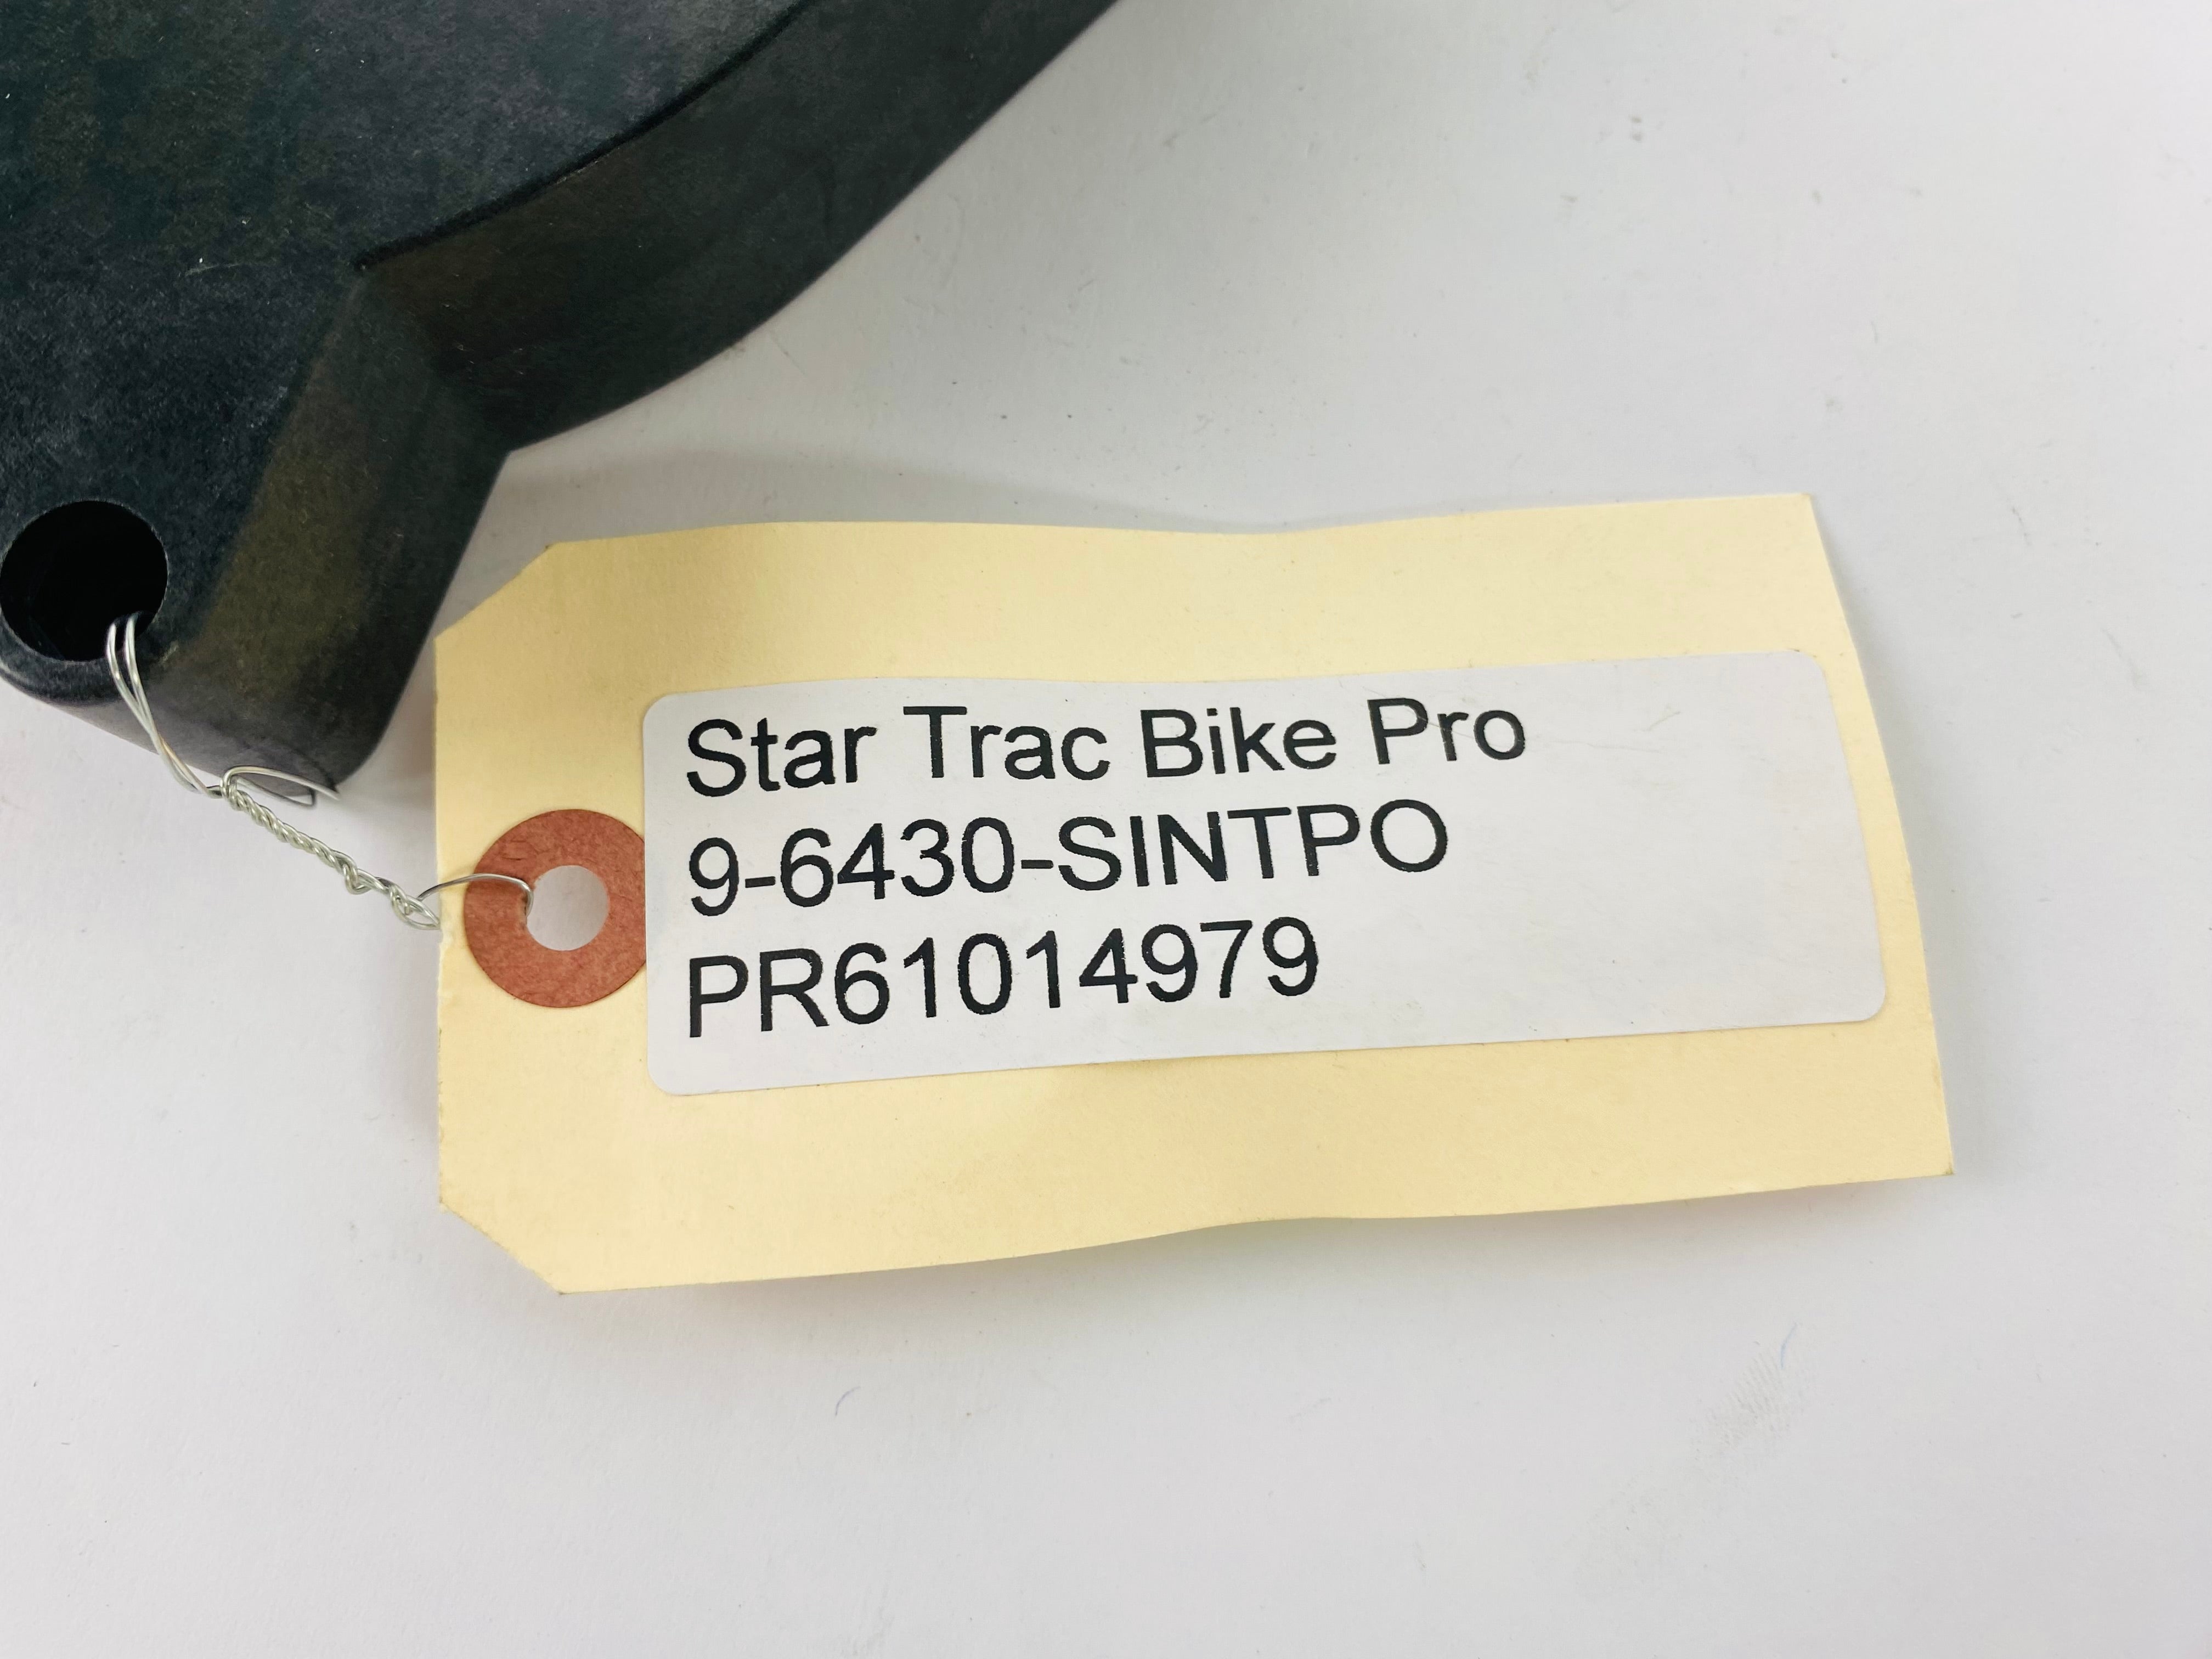 Star Trac Bike Pro
9-6430-SINTPO
PR61014979